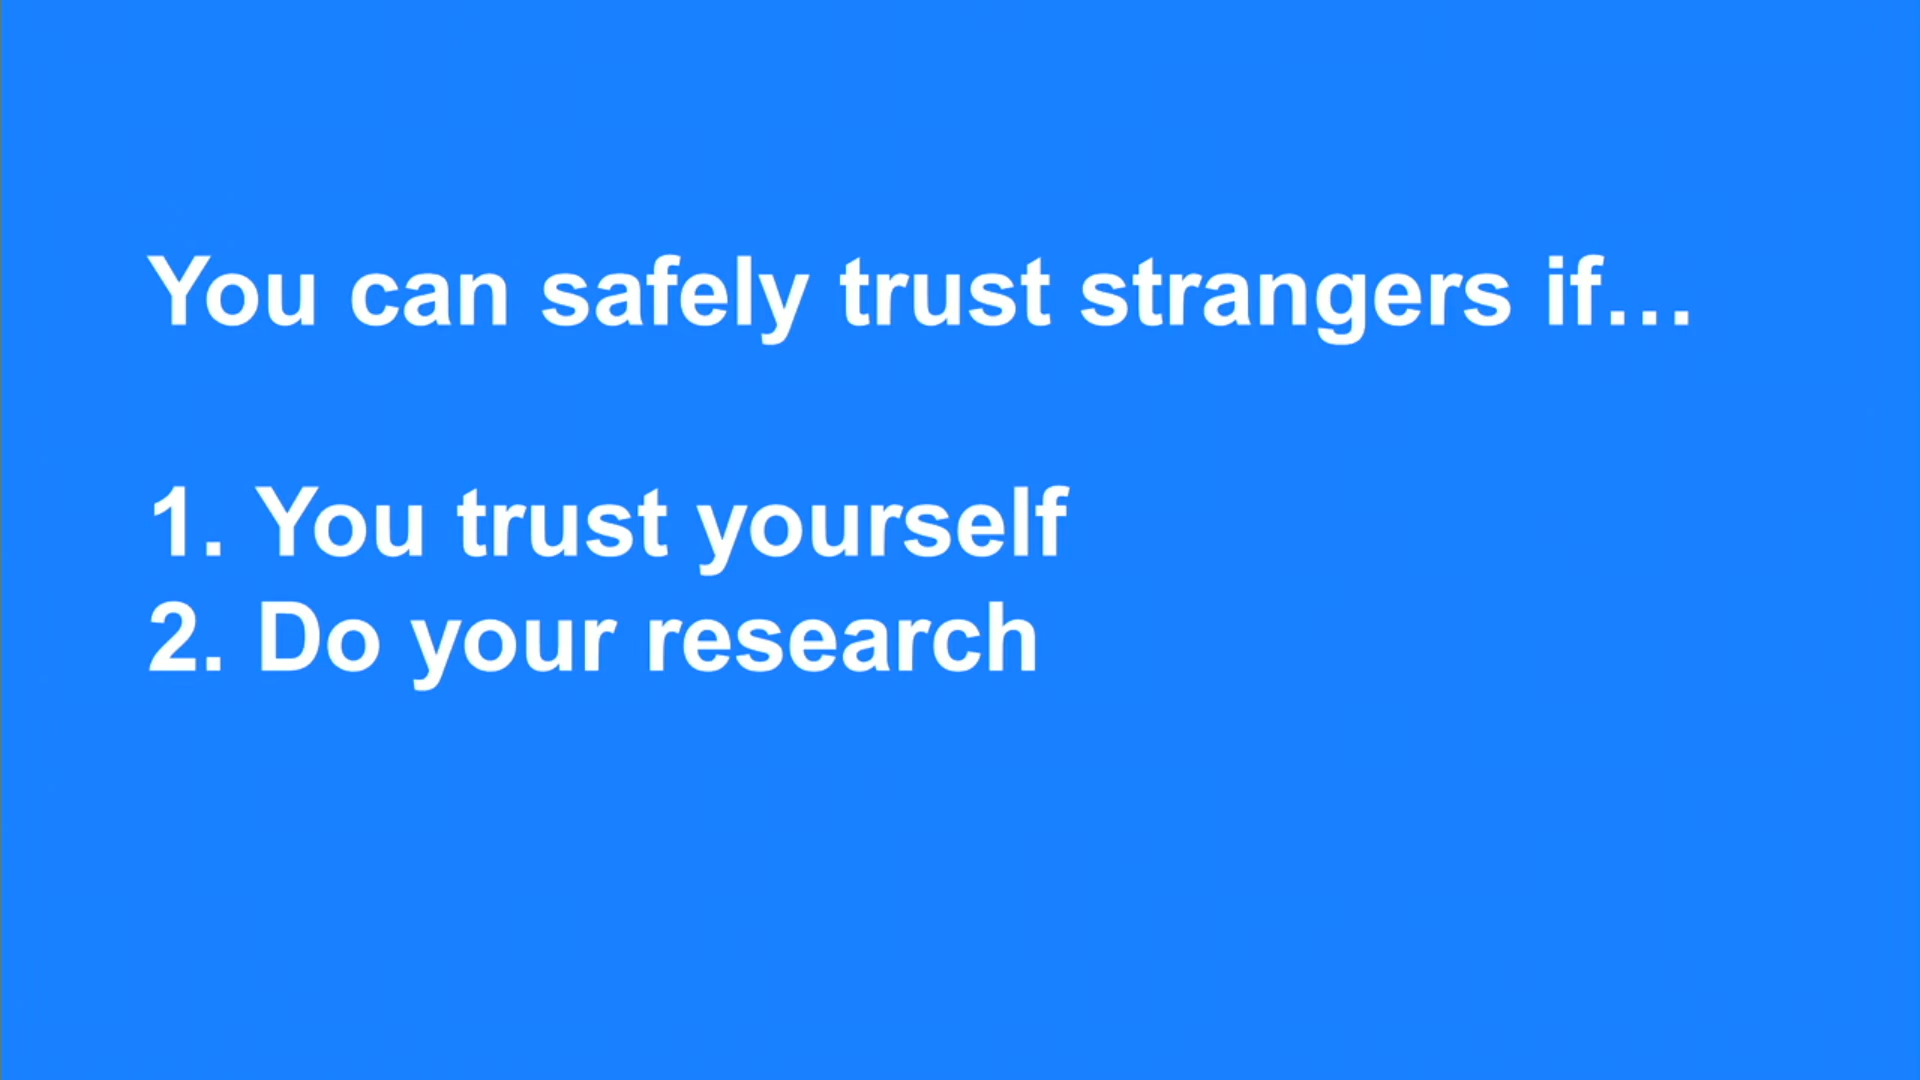 You can safely trust strangers if…
1. You trust yourself
2. Do your research